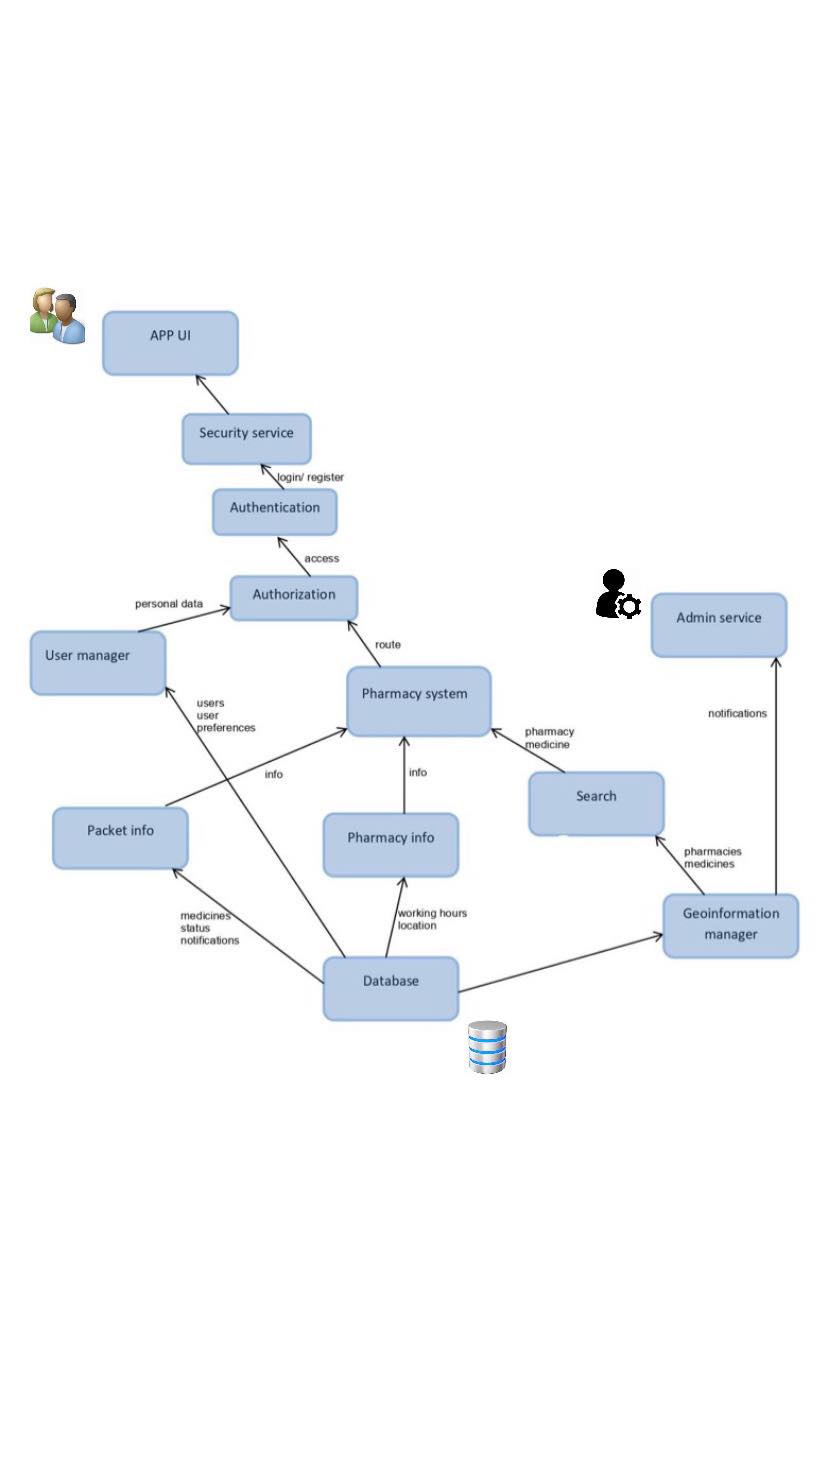 APP UI
Security service
login/ register
Authentication
access
Authorization
personal data
Admin service
route
User manager
Pharmacy system
users
user
preferences
notifications
pharmacy
medicine
info
info
Search
Packet info
Pharmacy info
pharmacies
medicines
medicines
status
notifications
working hours
location
Geoinformation
manager
Database